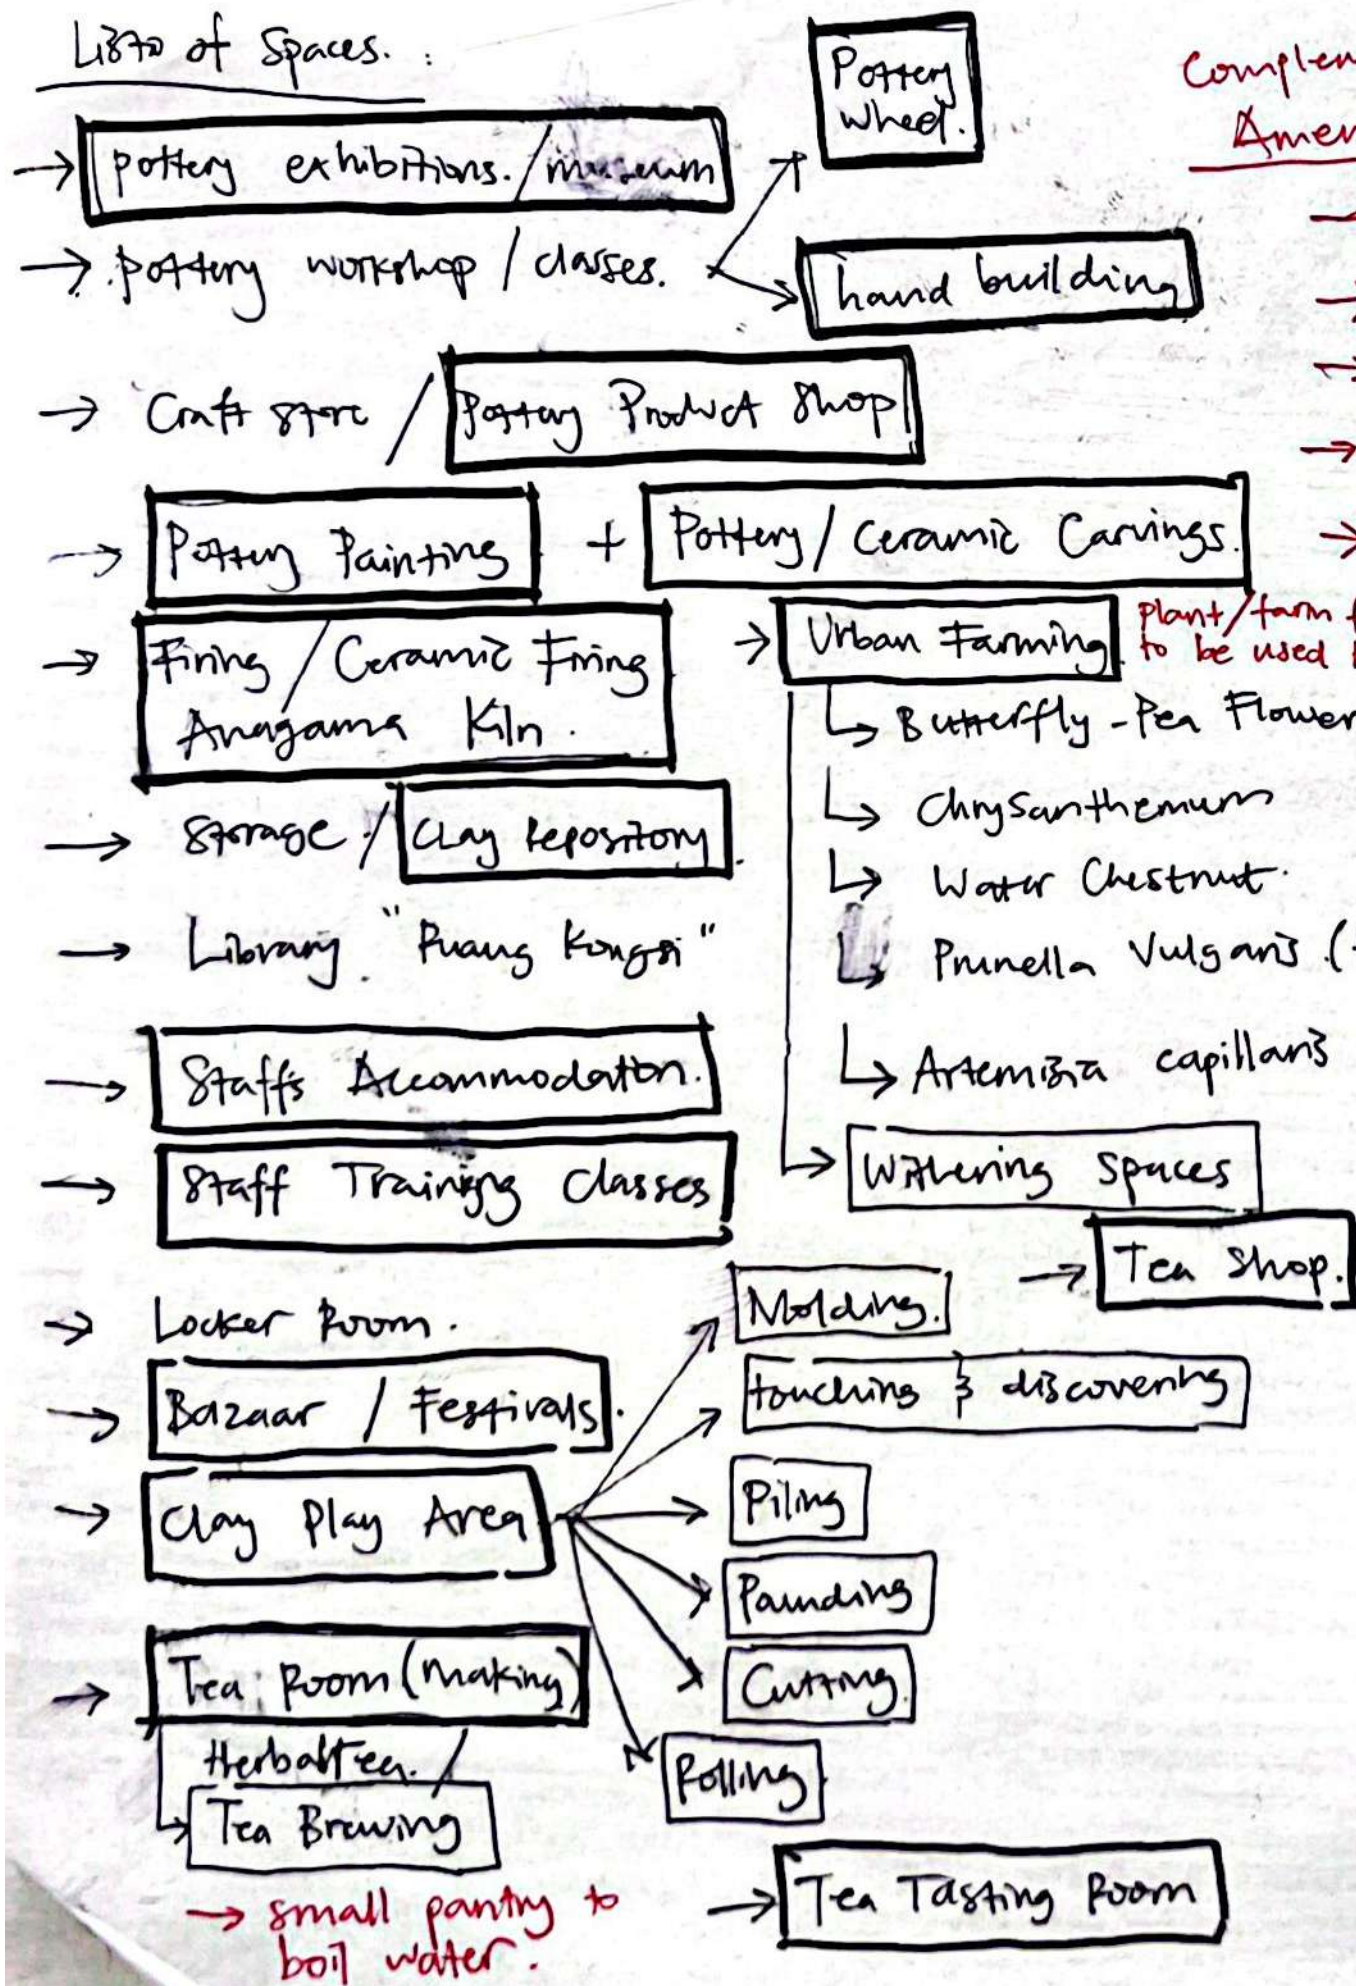 Lists of Spaces. :
→ pottery exhibitions. / museum
→ pottery workshop / classes.
Pottery
Wheel.
hand building
→ Craft store / Pottery Product Shop
→ Pottery Painting + Pottery / Ceramic Carvings.
→ Firing / Ceramic Firing
Anagama Kiln.
→ Storage / Clay Repository.
→ Library "Ruang Kongsi"
→ Staffs Accommodation.
→ Staff Training Classes
→ Locker Room.
→ Bazaar / Festivals.
→ Clay Play Area
Molding.
touching & discovering
Piling
Pounding
Cutting
Rolling
→ Tea Room (making)
Herbal tea. /
Tea Brewing
→ small pantry to
boil water.
→ Urban Farming.
plant/farm
to be used
Butterfly-Pea Flower
Chrysanthemum
Water Chestnut.
Prunella Vulgaris (
Artemisia capillaris
Withering Spaces
→ Tea Shop.
→ Tea Tasting Room